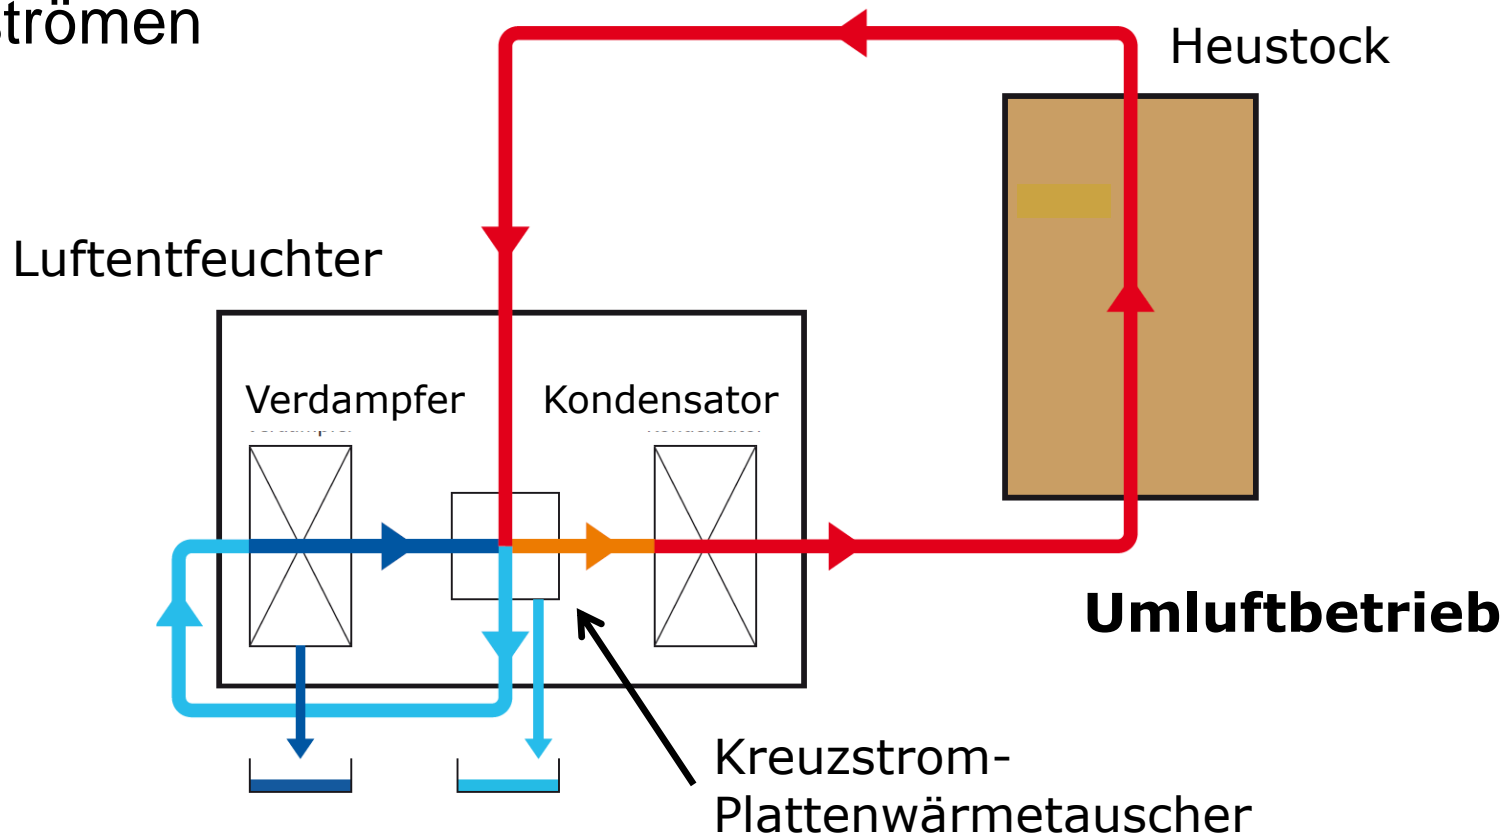 strömen
Heustock
Luftentfeuchter
Verdampfer
Kondensator
Umluftbetrieb
Kreuzstrom-
Plattenwärmetauscher